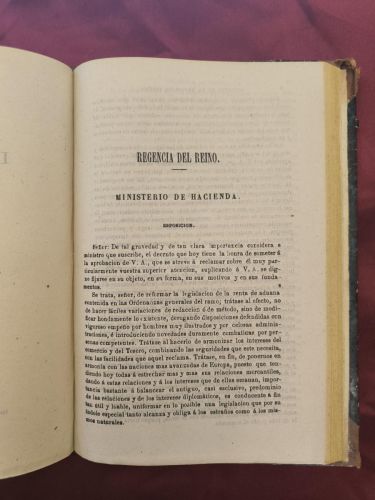 REGENCIA DEL REINO.
MINISTERIO DE HACIENDA.
ESPOSICION.
Señor: De tal gravedad y de tan clara importancia considera el
ministro que suscribe, el decreto que hoy tiene la honra de someter á
la aprobacion de V. A., que se atreve á reclamar sobre él muy par-
ticularmente vuestra superior atencion, suplicando á V. A. se dig-
ne fijarse en su objeto, en su forma, en sus motivos y en sus funda-
mentos.
Se trata, señor, de reformar la legislacion de la renta de aduanas
contenida en las Ordenanzas generales del ramo; trátase al efecto, no
de hacer fáciles variaciones de redaccion ó de método, sino de modi-
ficar hondamente lo existente, derogando disposiciones defendidas con
vigoroso empeño por hombres muy ilustrados y por celosas adminis-
traciones, é introduciendo novedades duramente combatidas por per-
sonas competentes. Trátase al hacerlo de armonizar los intereses del
comercio y del Tesoro, combinando las seguridades que este necesita,
con las facilidades que aquel reclama. Trátase, en fin, de ponernos en
armonía con las naciones mas avanzadas de Europa, puesto que ten-
diendo hoy todas á estrechar mas y mas sus relaciones mercantiles,
dando á estas relaciones y á los intereses que de ellas emanan, impor-
tancia bastante á balancear el antiguo, casi esclusivo, predominio
de las relaciones y de los intereses diplomáticos, es conducente á fin
tan útil y hable, uniformar en lo posible una legislacion que por su
índole especial tanto alcanza y obliga á los estraños como á los mis-
mos naturales.